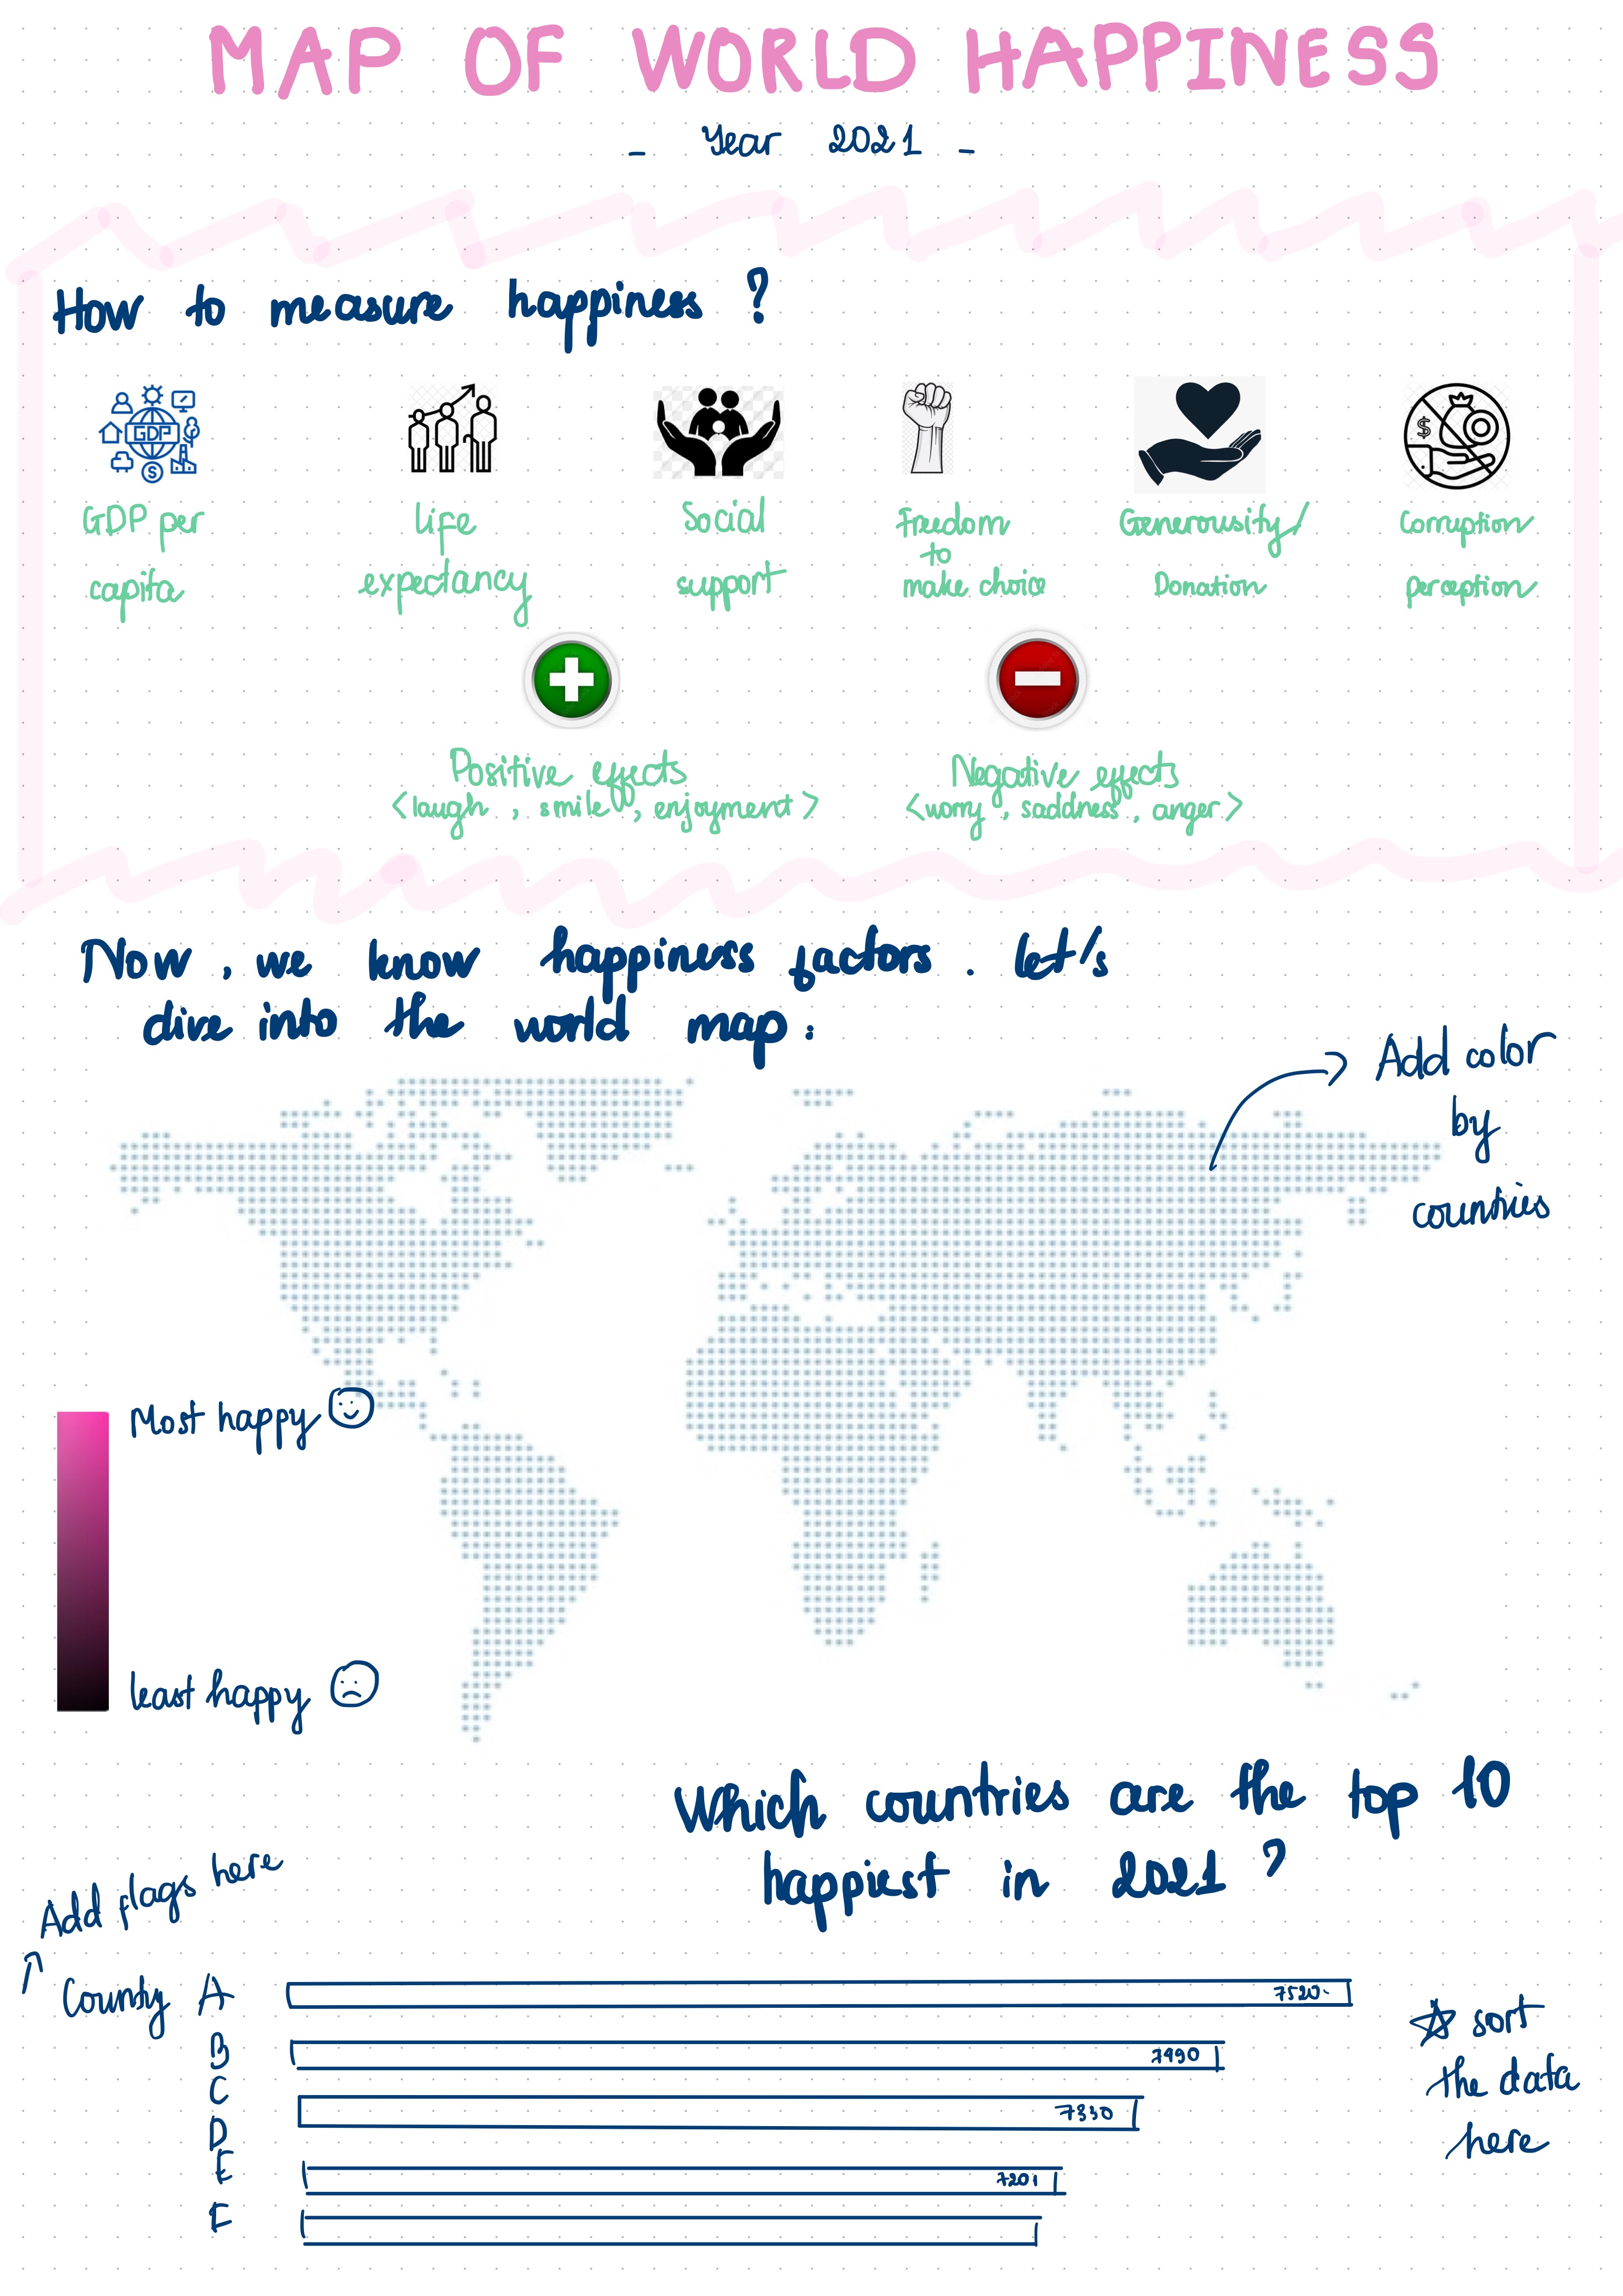 MAP OF WORLD HAPPINESS
- Year 2021 -
How to measure happiness ?
GDP
$
$
GDP per
capita
Life
expectancy
Social
support
Freedom
to
make choice
Generousity/
Donation
Corruption
perception
Positive effects
<laugh, smile, enjoyment>
Negative effects
<worry, saddness, anger>
Now, we know happiness factors. let's
dive into the world map:
Add color
by
countries
Most happy
least happy
Which countries are the top 10
happiest in 2021 ?
Add flags here
County A
7520
B
7490
C
7330
D
E
7201
F
sort
the data
here